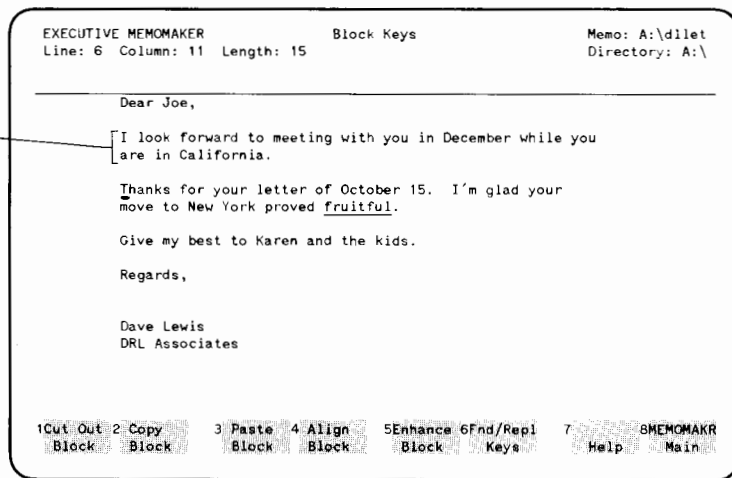 EXECUTIVE MEMOMAKER Block Keys Memo: A:\dllet
Line: 6 Column: 11 Length: 15 Directory: A:\
Dear Joe,
I look forward to meeting with you in December while you
are in California.
Thanks for your letter of October 15. I'm glad your
move to New York proved fruitful.
Give my best to Karen and the kids.
Regards,
Dave Lewis
DRL Associates
1Cut Out 2 Copy 3 Paste 4 Align 5Enhance 6Fnd/Repl 7 8MEMOMAKR
Block Block Block Block Block Keys Help Main